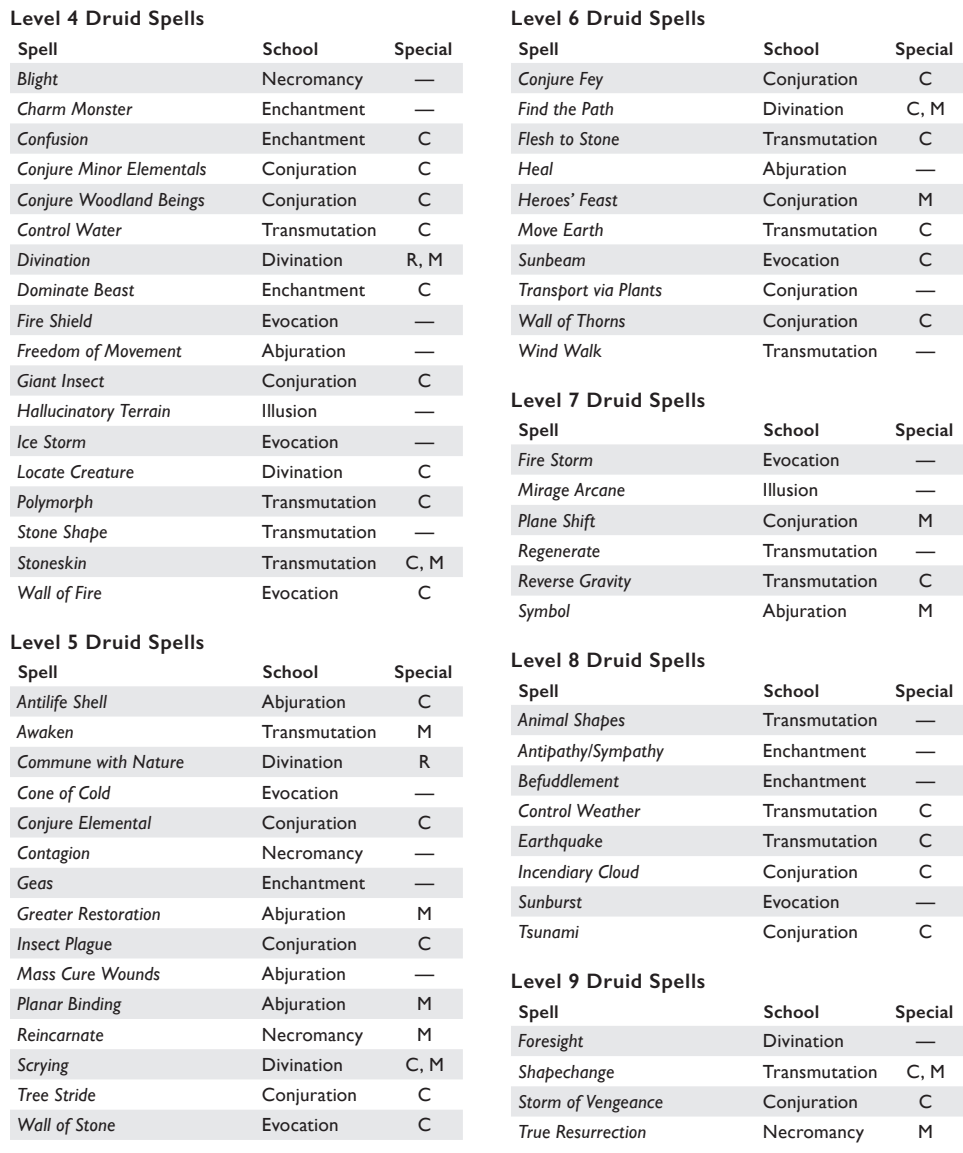 Level 4 Druid Spells
Spell School Special
Blight Necromancy —
Charm Monster Enchantment —
Confusion Enchantment C
Conjure Minor Elementals Conjuration C
Conjure Woodland Beings Conjuration C
Control Water Transmutation C
Divination Divination R, M
Dominate Beast Enchantment C
Fire Shield Evocation —
Freedom of Movement Abjuration —
Giant Insect Conjuration C
Hallucinatory Terrain Illusion —
Ice Storm Evocation —
Locate Creature Divination C
Polymorph Transmutation C
Stone Shape Transmutation —
Stoneskin Transmutation C, M
Wall of Fire Evocation C
Level 5 Druid Spells
Spell School Special
Antilife Shell Abjuration C
Awaken Transmutation M
Commune with Nature Divination R
Cone of Cold Evocation —
Conjure Elemental Conjuration C
Contagion Necromancy —
Geas Enchantment —
Greater Restoration Abjuration M
Insect Plague Conjuration C
Mass Cure Wounds Abjuration —
Planar Binding Abjuration M
Reincarnate Necromancy M
Scrying Divination C, M
Tree Stride Conjuration C
Wall of Stone Evocation C
Level 6 Druid Spells
Spell School Special
Conjure Fey Conjuration C
Find the Path Divination C, M
Flesh to Stone Transmutation C
Heal Abjuration —
Heroes’ Feast Conjuration M
Move Earth Transmutation C
Sunbeam Evocation C
Transport via Plants Conjuration —
Wall of Thorns Conjuration C
Wind Walk Transmutation —
Level 7 Druid Spells
Spell School Special
Fire Storm Evocation —
Mirage Arcane Illusion —
Plane Shift Conjuration M
Regenerate Transmutation —
Reverse Gravity Transmutation C
Symbol Abjuration M
Level 8 Druid Spells
Spell School Special
Animal Shapes Transmutation —
Antipathy/Sympathy Enchantment —
Befuddlement Enchantment —
Control Weather Transmutation C
Earthquake Transmutation C
Incendiary Cloud Conjuration C
Sunburst Evocation —
Tsunami Conjuration C
Level 9 Druid Spells
Spell School Special
Foresight Divination —
Shapechange Transmutation C, M
Storm of Vengeance Conjuration C
True Resurrection Necromancy M